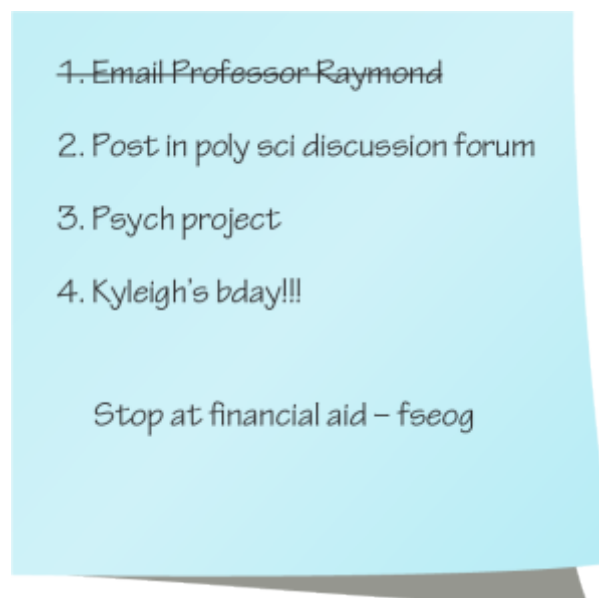 1. Email Professor Raymond
2. Post in poly sci discussion forum
3. Psych project
4. Kyleigh's bday!!!
Stop at financial aid – fseog